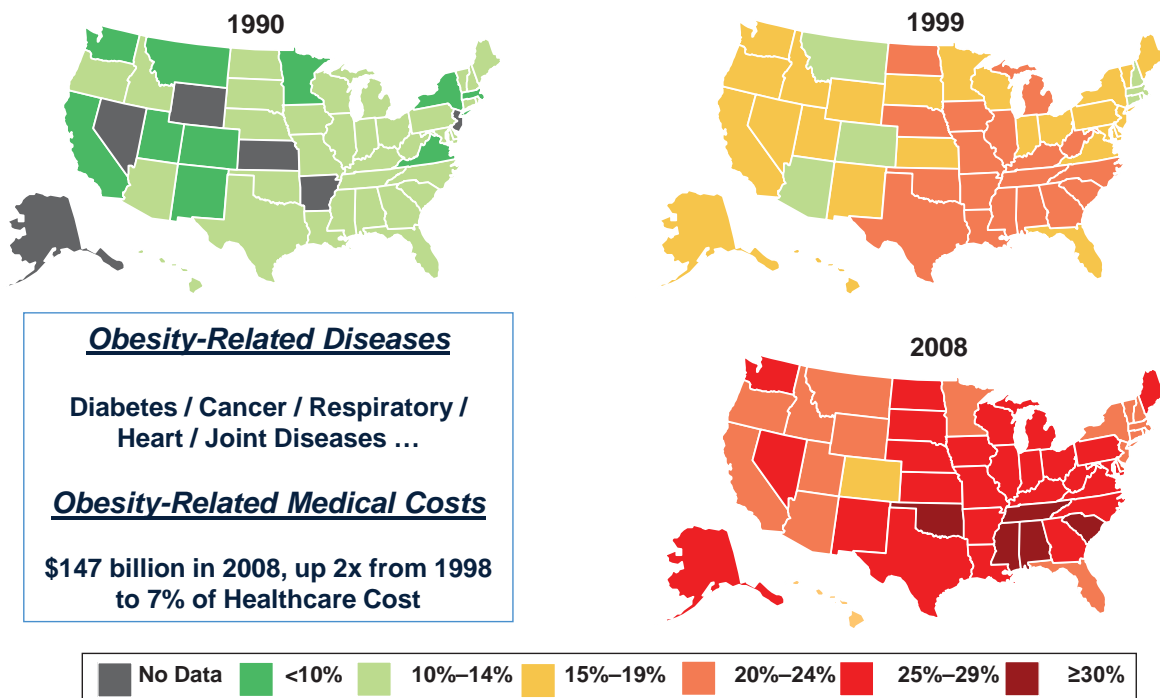 1990
1999
Obesity-Related Diseases
Diabetes / Cancer / Respiratory /
Heart / Joint Diseases …
Obesity-Related Medical Costs
$147 billion in 2008, up 2x from 1998
to 7% of Healthcare Cost
2008
No Data <10% 10%–14% 15%–19% 20%–24% 25%–29% ≥30%